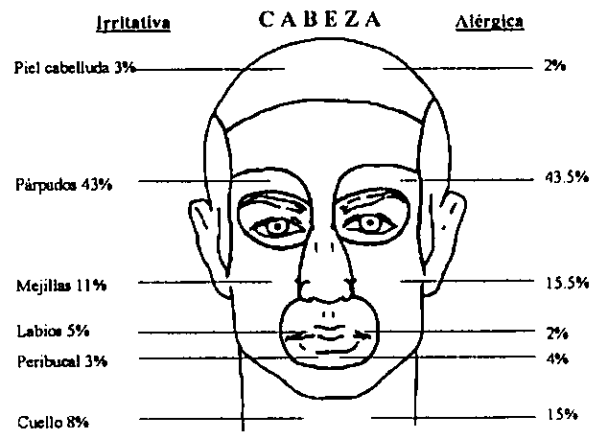 Irritativa CABEZA Alérgica
Piel cabelluda 3% 2%
Párpudos 43% 43.5%
Mejillas 11% 15.5%
Labios 5% 2%
Peribucal 3% 4%
Cuello 8% 15%